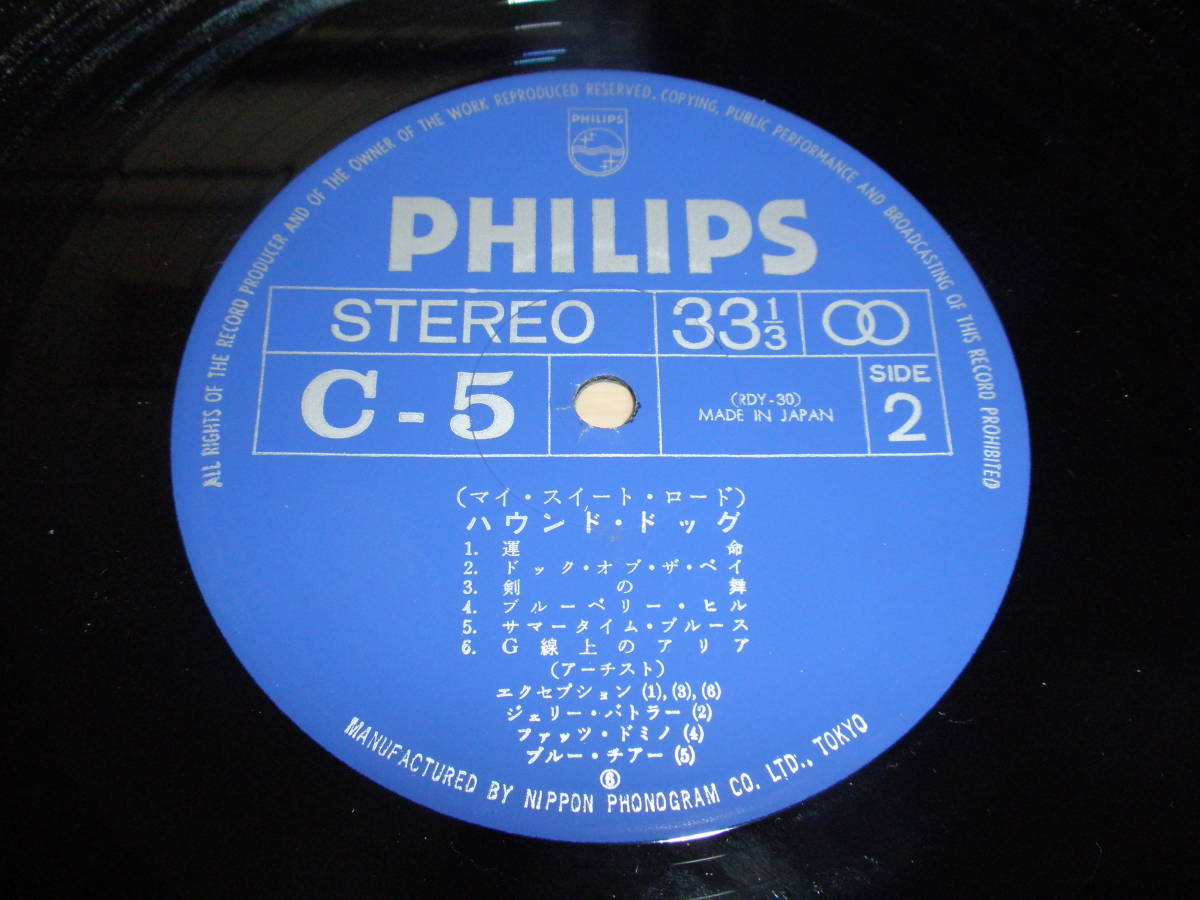 ALL RIGHTS OF THE RECORD PRODUCER AND OF THE OWNER OF THE WORK REPRODUCED RESERVED. COPYING, PUBLIC PERFORMANCE AND BROADCASTING OF THIS RECORD PROHIBITED
PHILIPS
PHILIPS
STEREO 33 1/3
C-5 (RDY-30) MADE IN JAPAN SIDE 2
(マイ・スイート・ロード)
ハウンド・ドッグ
1. 運命
2. ドック・オブ・ザ・ベイ
3. 剣の舞
4. ブルーベリー・ヒル
5. サマータイム・ブルース
6. G線上のアリア
(アーチスト)
エクセプション (1), (3), (6)
ジェリー・バトラー (2)
ファッツ・ドミノ (4)
ブルー・チアー (5)
MANUFACTURED BY NIPPON PHONOGRAM CO. LTD., TOKYO